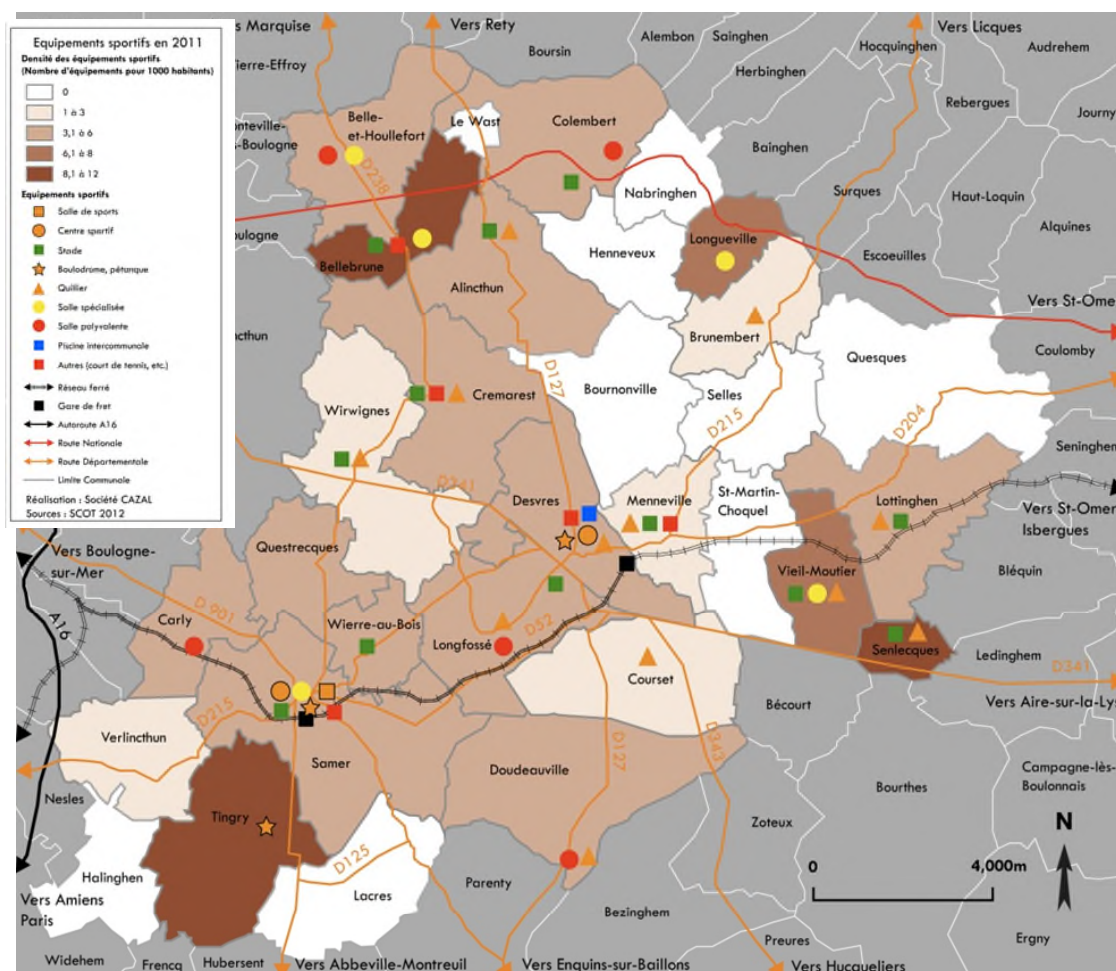 Equipements sportifs en 2011
Densité des équipements sportifs
(Nombre d'équipements pour 1000 habitants)
0
1 à 3
3,1 à 6
6,1 à 8
8,1 à 12
Equipements sportifs
Salle de sports
Centre sportif
Stade
Boulodrome, pétanque
Quillier
Salle spécialisée
Salle polyvalente
Piscine intercommunale
Autres (court de tennis, etc.)
Réseau ferré
Gare de fret
Autoroute A16
Route Nationale
Route Départementale
Limite Communale
Réalisation : Société CAZAL
Sources : SCOT 2012
Marquise
Vers Rety
Vers Licques
Boursin
Alembon
Sainghen
Hocquinghen
Audrehem
Herbinghen
Rebergues
Journy
Belle-
et-Houllefort
Le Wast
Colembert
Bainghen
D238
Nabringhen
Surques
Haut-Loquin
Alquines
Henneveux
Longueville
Escoeuilles
Bellebrune
Alincthun
Vers St-Omer
Brunembert
Quesques
Coulomby
D127
Bournonville
Selles
D215
D204
Wirwignes
Cremarest
Seninghem
D341
Desvres
Menneville
St-Martin-
Choquel
Lottinghen
Vers St-Omer
Isbergues
Vers Boulogne-
sur-Mer
Questrecques
Vieil-Moutier
Bléquin
A16
D 901
Carly
Wierre-au-Bois
Longfossé
D52
Senlecques
Ledinghem
D341
Courset
Bécourt
Vers Aire-sur-la-Lys
Verlincthun
D215
Samer
Doudeauville
D127
D343
Nesles
Tingry
Bourthes
Campagne-lès-
Boulonnais
Zoteux
N
D125
0
4,000m
Halinghen
Lacres
Parenty
Vers Amiens
Paris
Bezinghem
Widehem
Frencq
Hubersent
Vers Abbeville-Montreuil
Vers Enquins-sur-Baillons
Preures
Vers Hucqueliers
Ergny